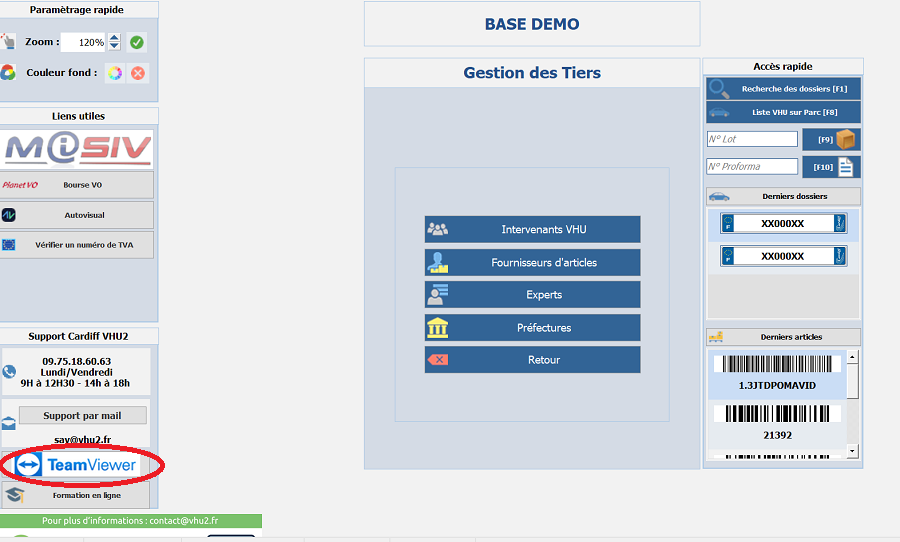 Paramètrage rapide
Zoom : 120%
Couleur fond :
Liens utiles
M@SIV
Planet VO Bourse VO
Autovisual
Vérifier un numéro de TVA
Support Cardiff VHU2
09.75.18.60.63
Lundi/Vendredi
9H à 12H30 - 14h à 18h
Support par mail
sav@vhu2.fr
TeamViewer
Formation en ligne
Pour plus d'informations : contact@vhu2.fr
BASE DEMO
Gestion des Tiers
Intervenants VHU
Fournisseurs d'articles
Experts
Préfectures
Retour
Accès rapide
Recherche des dossiers [F1]
Liste VHU sur Parc [F8]
N° Lot [F9]
N° Proforma [F10]
Derniers dossiers
F XX000XX
F XX000XX
Derniers articles
1.3JTDPOMAVID
21392